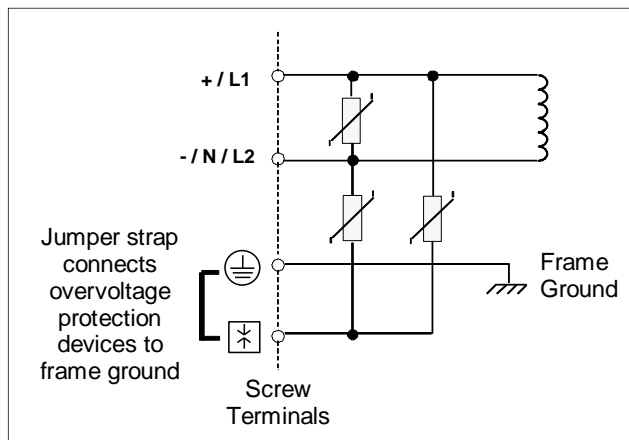 + / L1
- / N / L2
Jumper strap
connects
overvoltage
protection
devices to
frame ground
Frame
Ground
Screw
Terminals